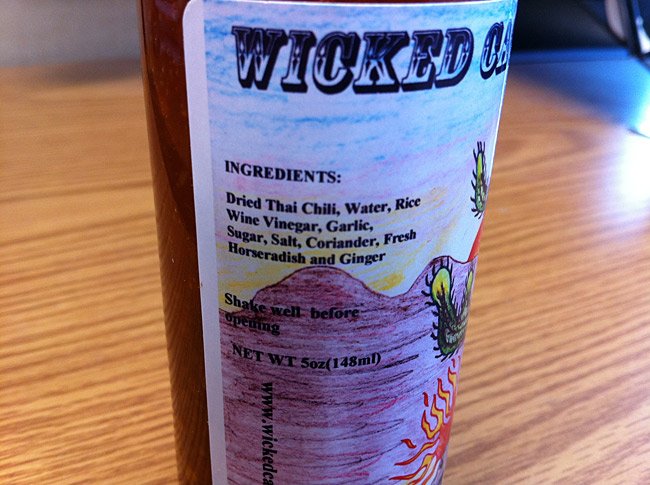 WICKED CA
INGREDIENTS:
Dried Thai Chili, Water, Rice
Wine Vinegar, Garlic,
Sugar, Salt, Coriander, Fresh
Horseradish and Ginger
Shake well before
opening
NET WT 5oz(148ml)
www.wickedca